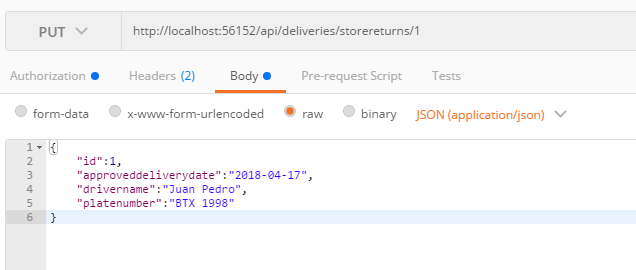 PUT http://localhost:56152/api/deliveries/storereturns/1
Authorization Headers (2) Body Pre-request Script Tests
form-data x-www-form-urlencoded raw binary JSON (application/json)
1 {
2 "id":1,
3 "approveddeliverydate":"2018-04-17",
4 "drivername":"Juan Pedro",
5 "platenumber":"BTX 1998"
6 }